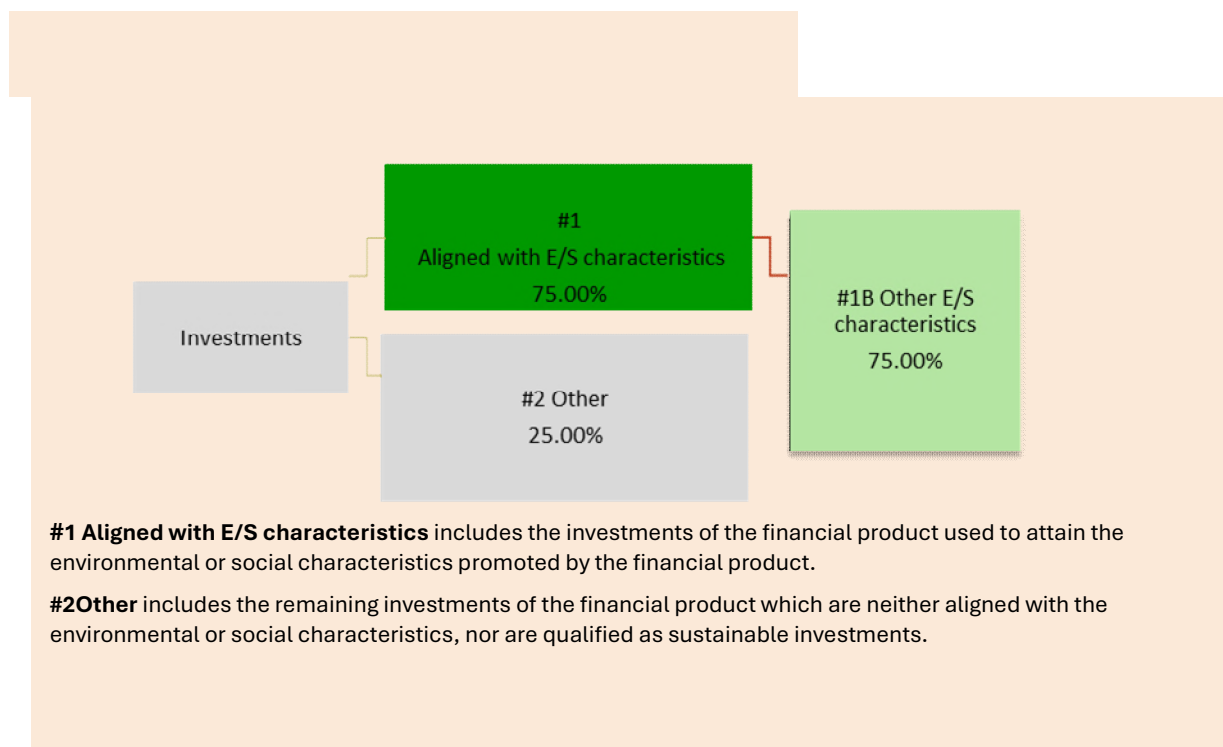 #1
Aligned with E/S characteristics
75.00%
Investments
#2 Other
25.00%
#1B Other E/S
characteristics
75.00%
#1 Aligned with E/S characteristics includes the investments of the financial product used to attain the
environmental or social characteristics promoted by the financial product.
#2Other includes the remaining investments of the financial product which are neither aligned with the
environmental or social characteristics, nor are qualified as sustainable investments.